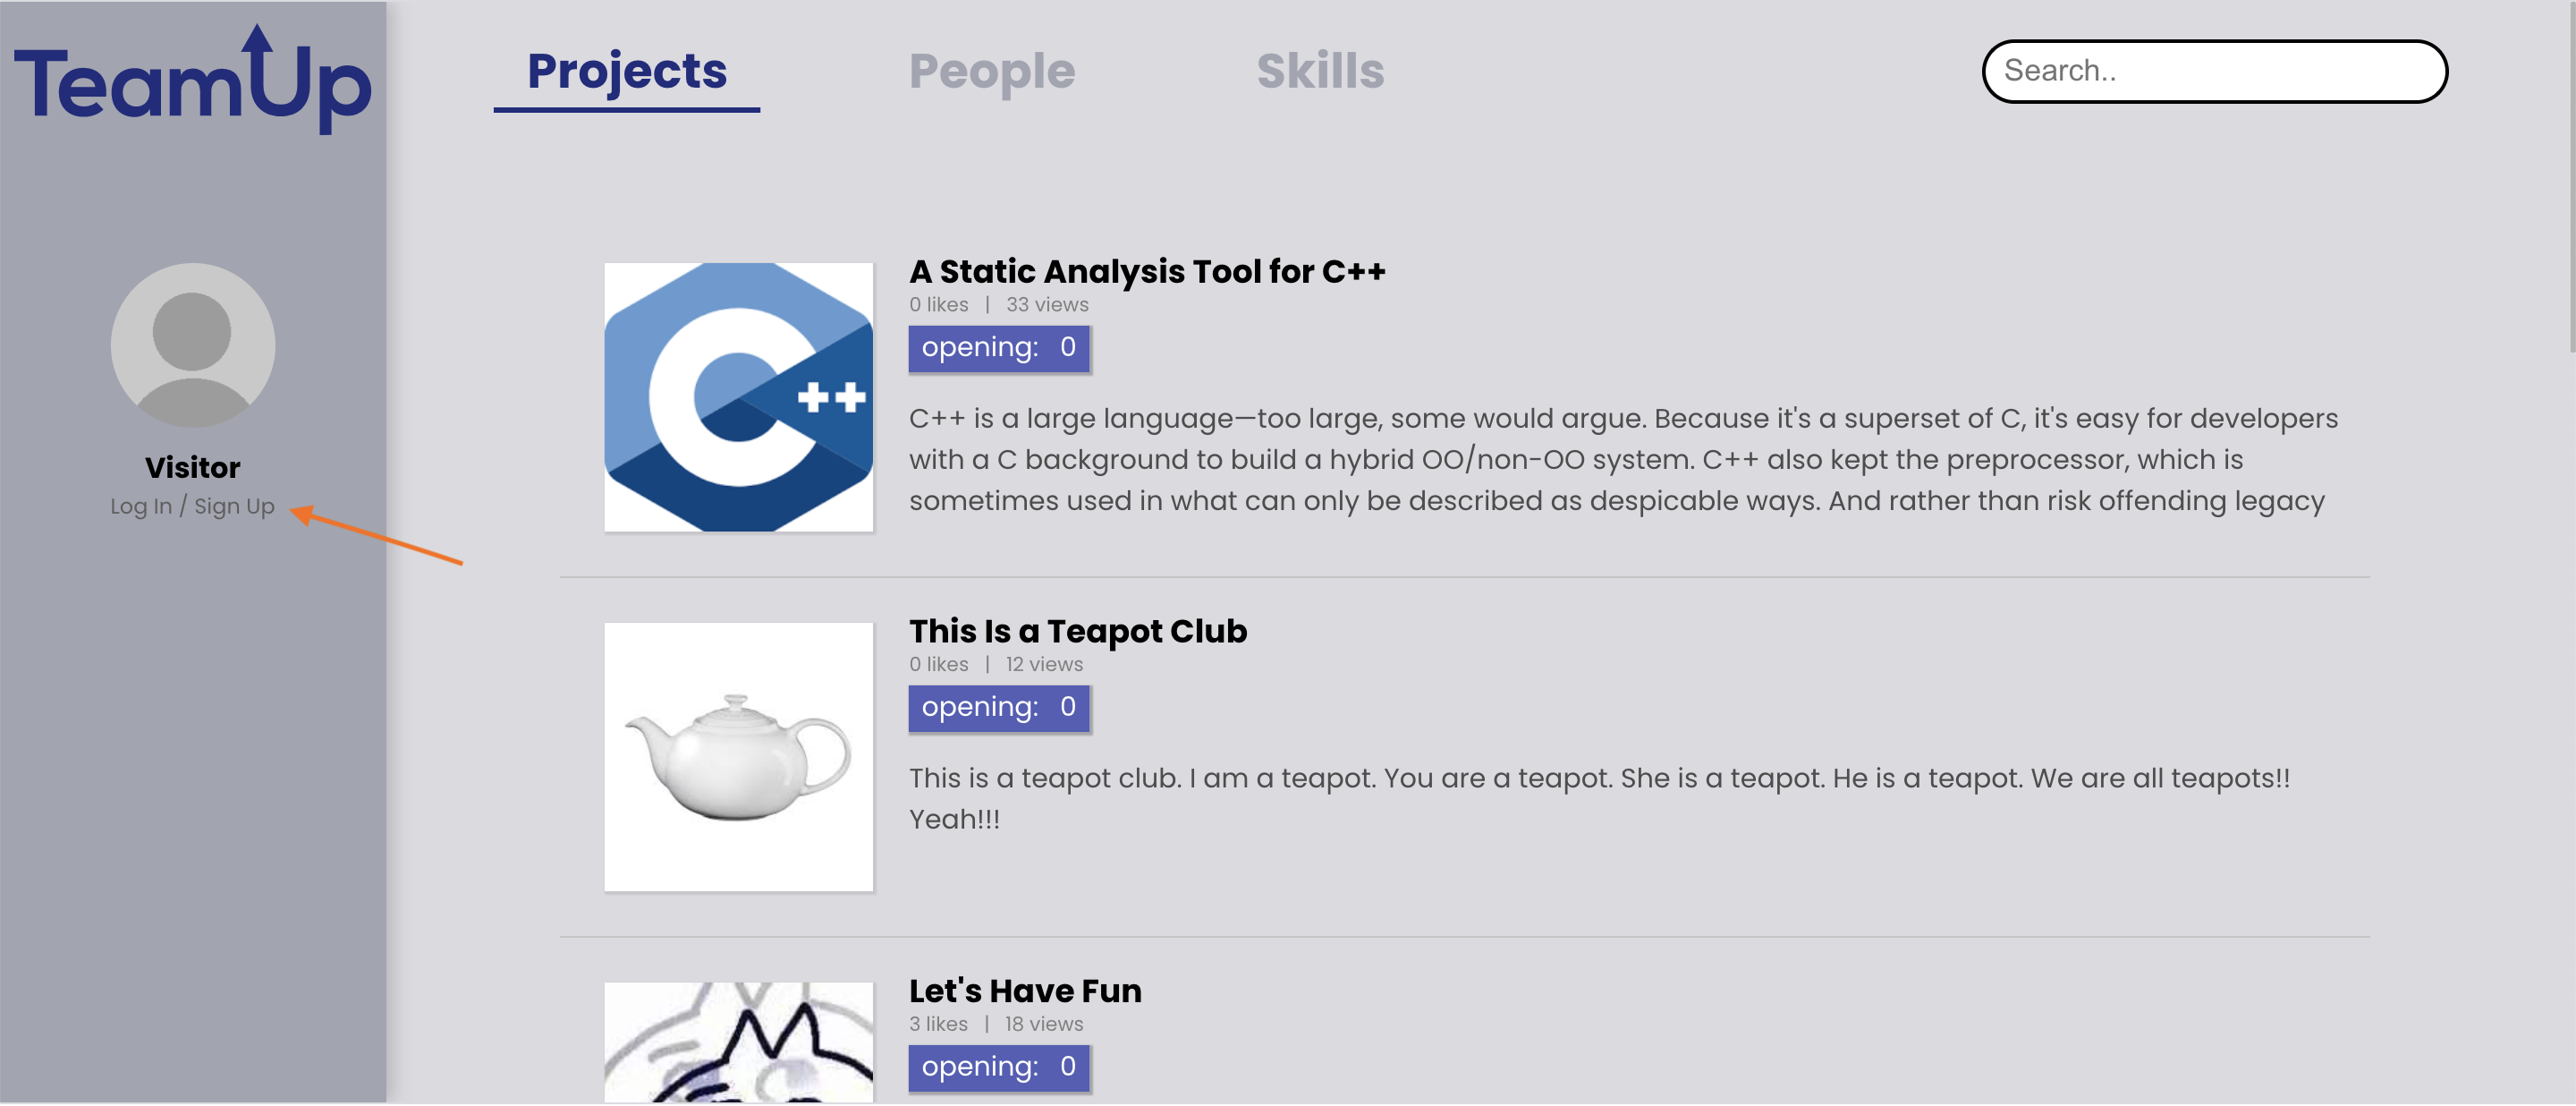 TeamUp
Projects
People
Skills
Search..
Visitor
Log In / Sign Up
A Static Analysis Tool for C++
0 likes | 33 views
opening: 0
C++ is a large language—too large, some would argue. Because it's a superset of C, it's easy for developers
with a C background to build a hybrid OO/non-OO system. C++ also kept the preprocessor, which is
sometimes used in what can only be described as despicable ways. And rather than risk offending legacy
C++
This Is a Teapot Club
0 likes | 12 views
opening: 0
This is a teapot club. I am a teapot. You are a teapot. She is a teapot. He is a teapot. We are all teapots!!
Yeah!!!
Let's Have Fun
3 likes | 18 views
opening: 0